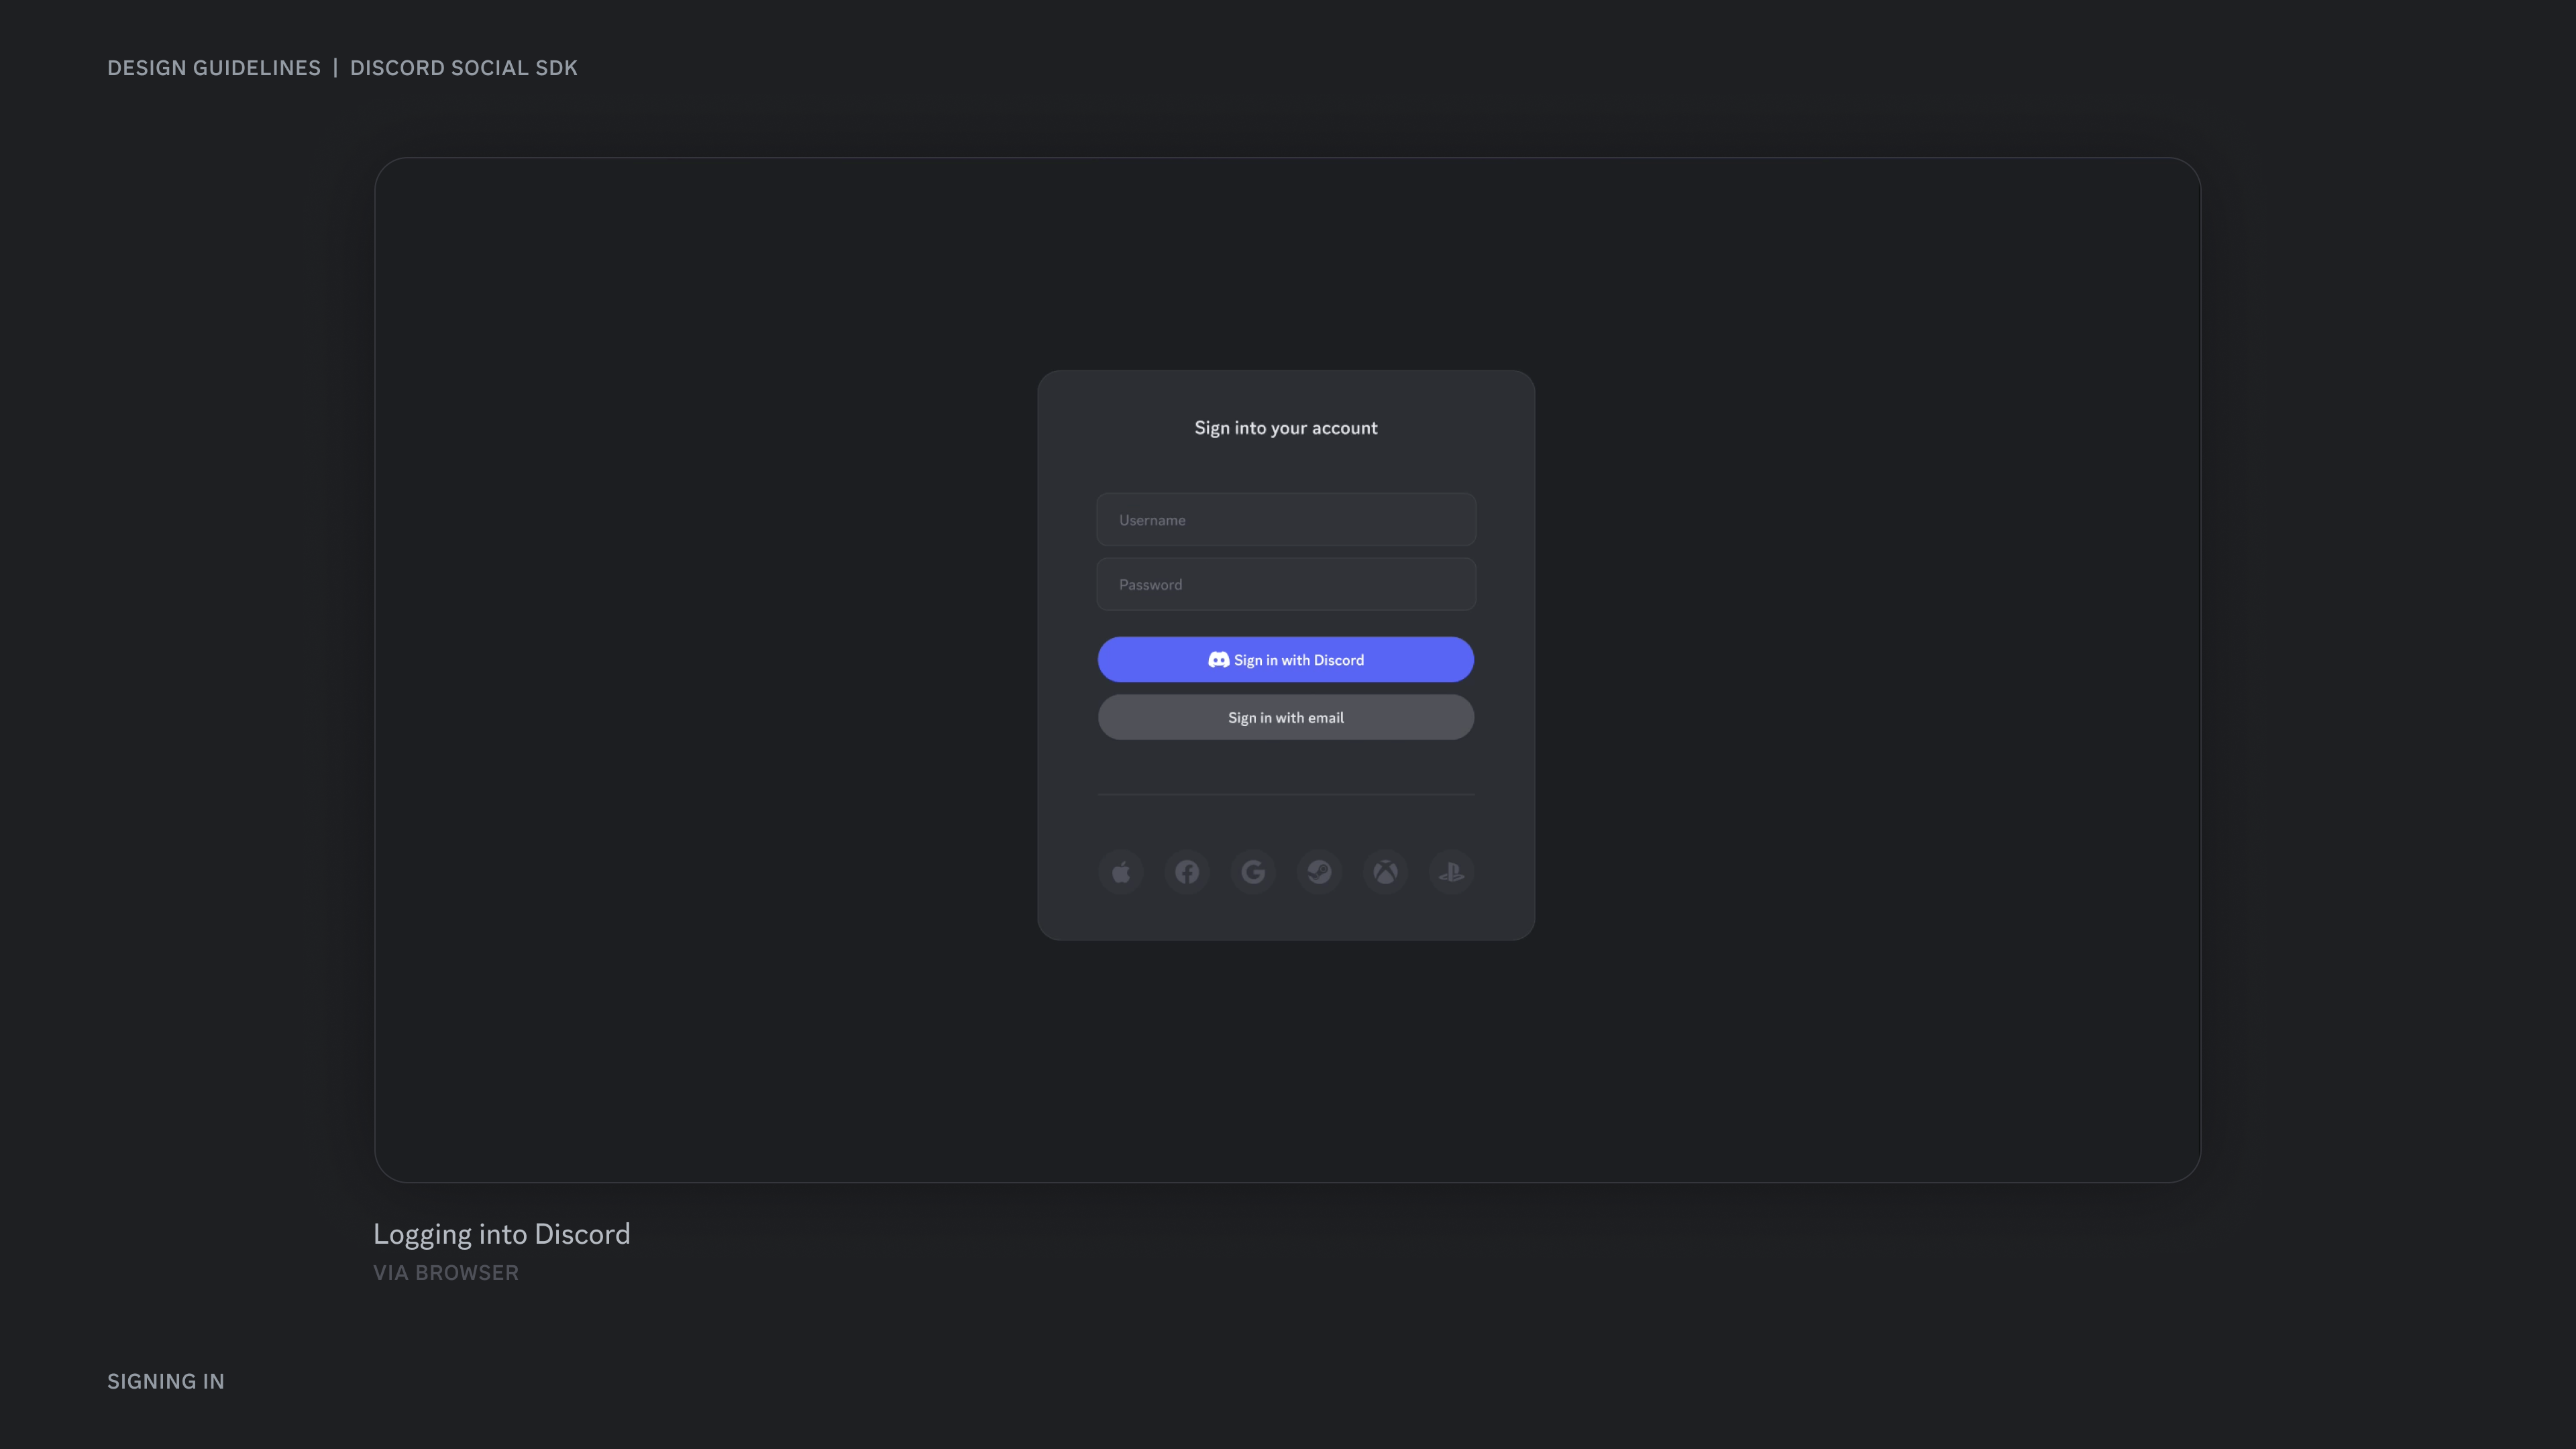 DESIGN GUIDELINES | DISCORD SOCIAL SDK
Sign into your account
Username
Password
Sign in with Discord
Sign in with email
Logging into Discord
VIA BROWSER
SIGNING IN